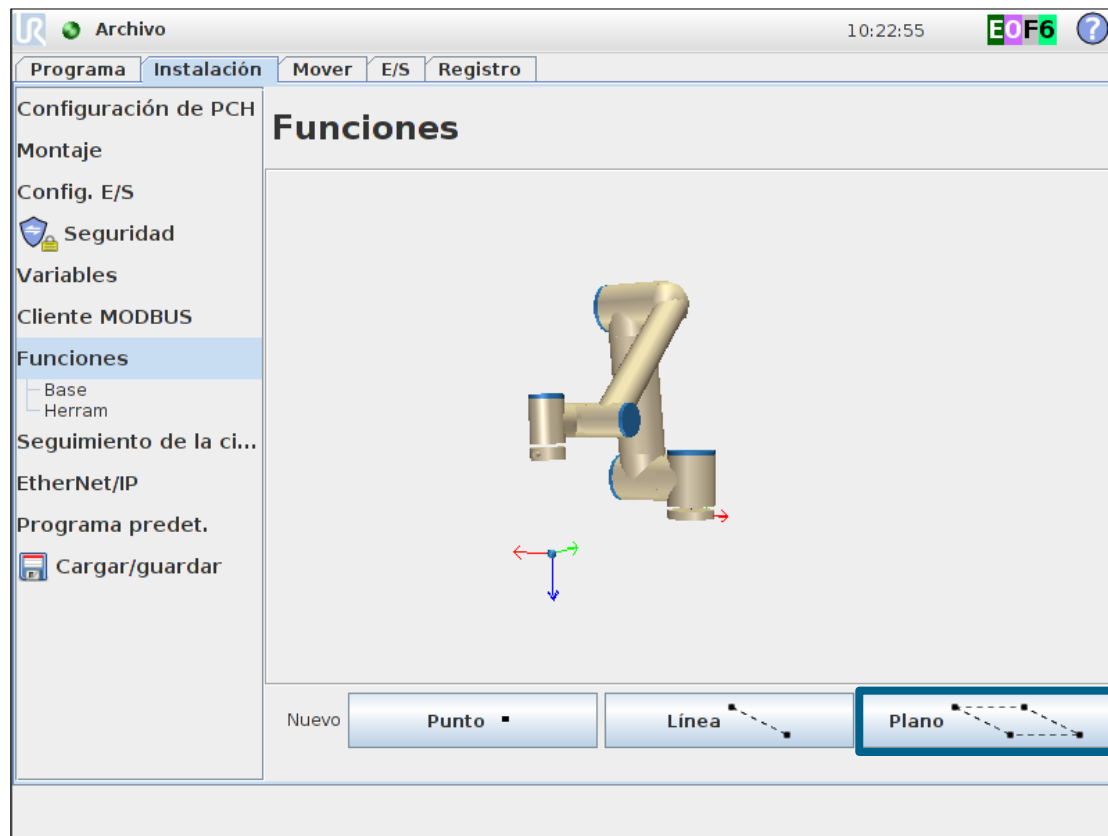 UR Archivo 10:22:55 E0F6 ?
Programa Instalación Mover E/S Registro
Configuración de PCH
Funciones
Montaje
Config. E/S
Seguridad
Variables
Cliente MODBUS
Funciones
Base
Herram
Seguimiento de la ci...
EtherNet/IP
Programa predet.
Cargar/guardar
Nuevo Punto Línea Plano